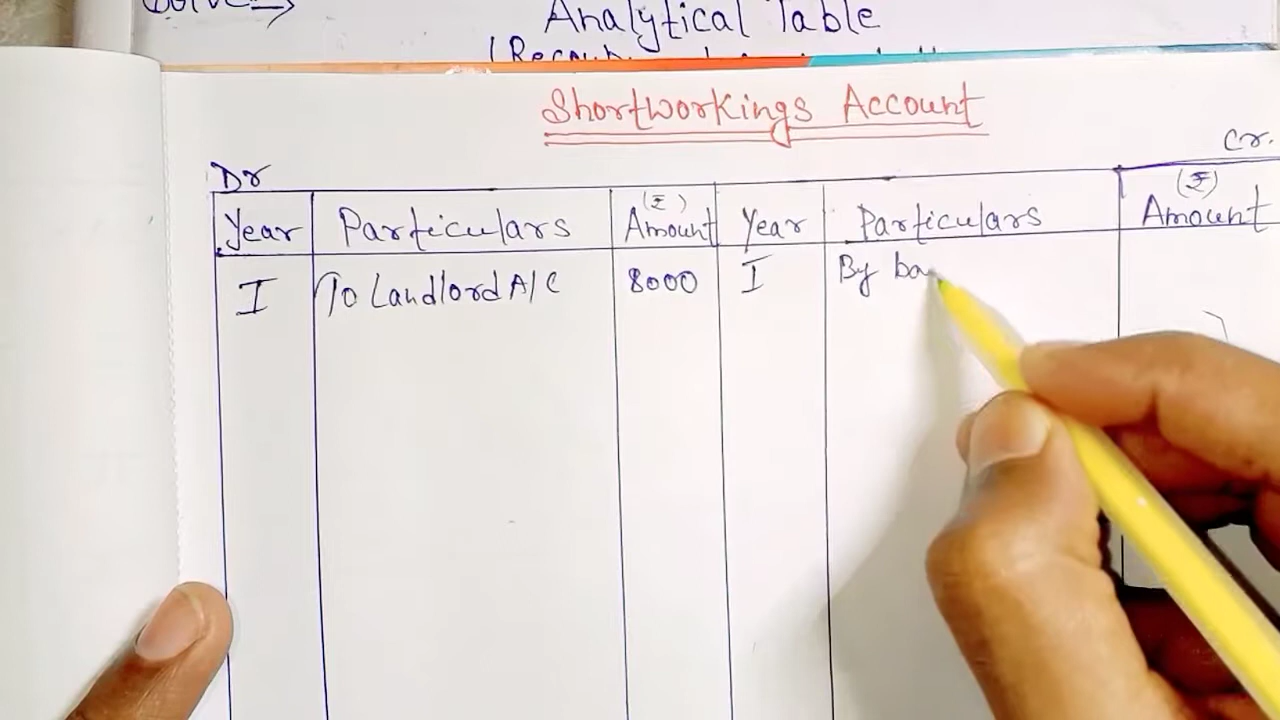 Analytical Table
Shortworkings Account
Dr Cr.
Year Particulars (₹) Amount Year Particulars (₹) Amount
I To Landlord A/C 8000 I By ba